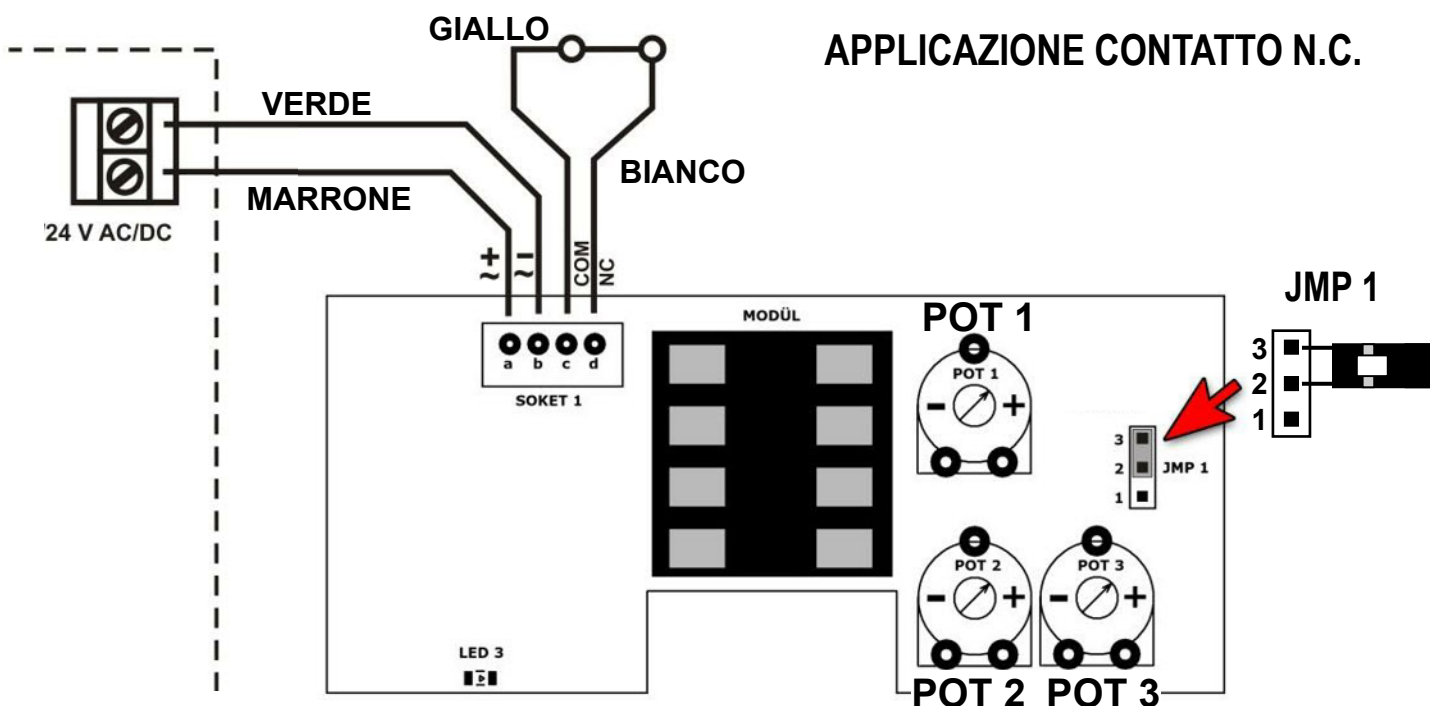 GIALLO
APPLICAZIONE CONTATTO N.C.
VERDE
BIANCO
MARRONE
'24 V AC/DC
~+
~-
COM
NC
JMP 1
MODÜL
POT 1
POT 1
- +
a b c d
SOKET 1
3
2
1
3
2 JMP 1
1
POT 2
- +
POT 3
- +
LED 3
POT 2
POT 3